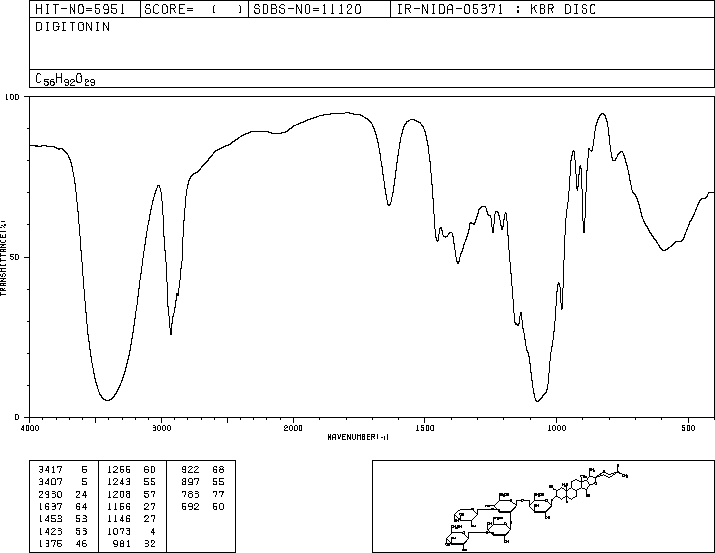 HIT-NO=5951 SCORE= ( ) SDBS-NO=11120 IR-NIDA-05371 : KBR DISC
DIGITONIN
C56H92O29
100
50
0
TRANSMITTANCE(%)
4000 3000 2000 1500 1000 500
WAVENUMBER(-1)
3417 5 1266 60 922 68
3407 5 1243 55 897 55
2930 24 1208 57 783 77
1637 64 1166 27 592 50
1453 53 1146 27
1423 53 1073 4
1376 46 981 32